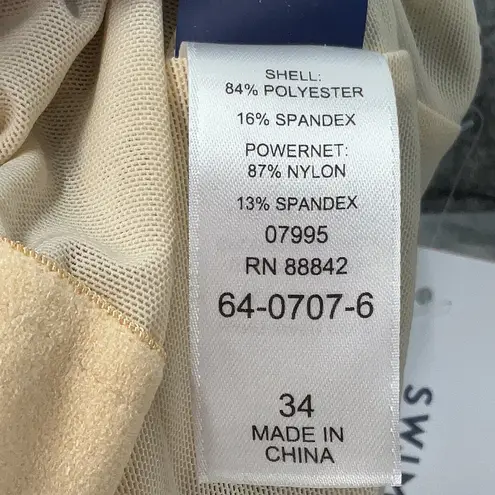 SHELL:
84% POLYESTER
16% SPANDEX
POWERNET:
87% NYLON
13% SPANDEX
07995
RN 88842
64-0707-6
34
MADE IN
CHINA